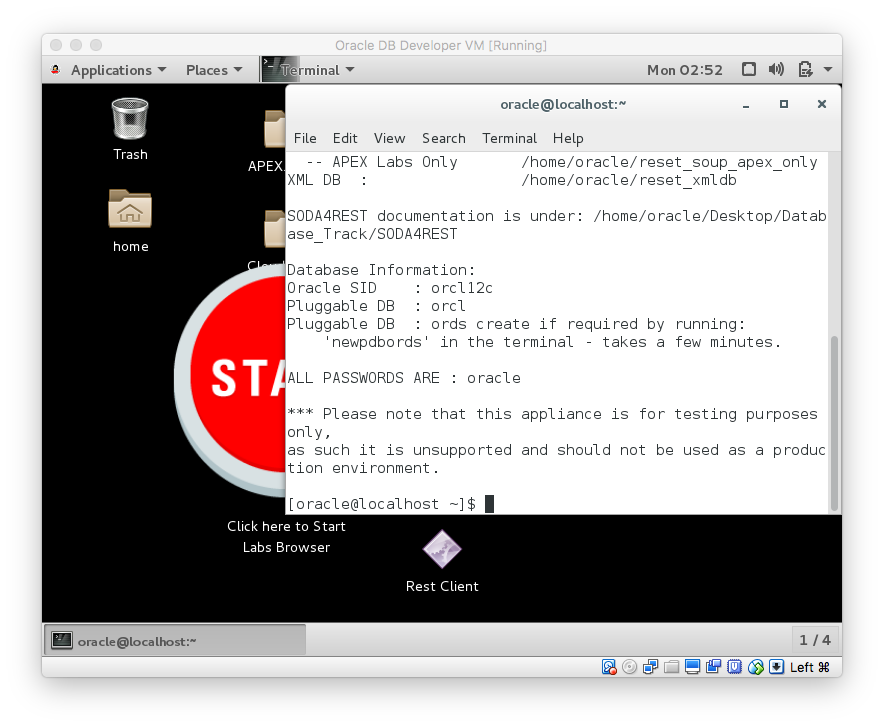 Oracle DB Developer VM [Running]
Applications Places Terminal Mon 02:52
oracle@localhost:~
File Edit View Search Terminal Help
-- APEX Labs Only /home/oracle/reset_soup_apex_only
XML DB : /home/oracle/reset_xmldb
SODA4REST documentation is under: /home/oracle/Desktop/Datab
ase_Track/SODA4REST
Database Information:
Oracle SID : orcl12c
Pluggable DB : orcl
Pluggable DB : ords create if required by running:
'newpdbords' in the terminal - takes a few minutes.
ALL PASSWORDS ARE : oracle
*** Please note that this appliance is for testing purposes
only,
as such it is unsupported and should not be used as a produc
tion environment.
[oracle@localhost ~]$
Trash
APEX
home
STA
Click here to Start
Labs Browser
Rest Client
oracle@localhost:~
1 / 4
Left ⌘